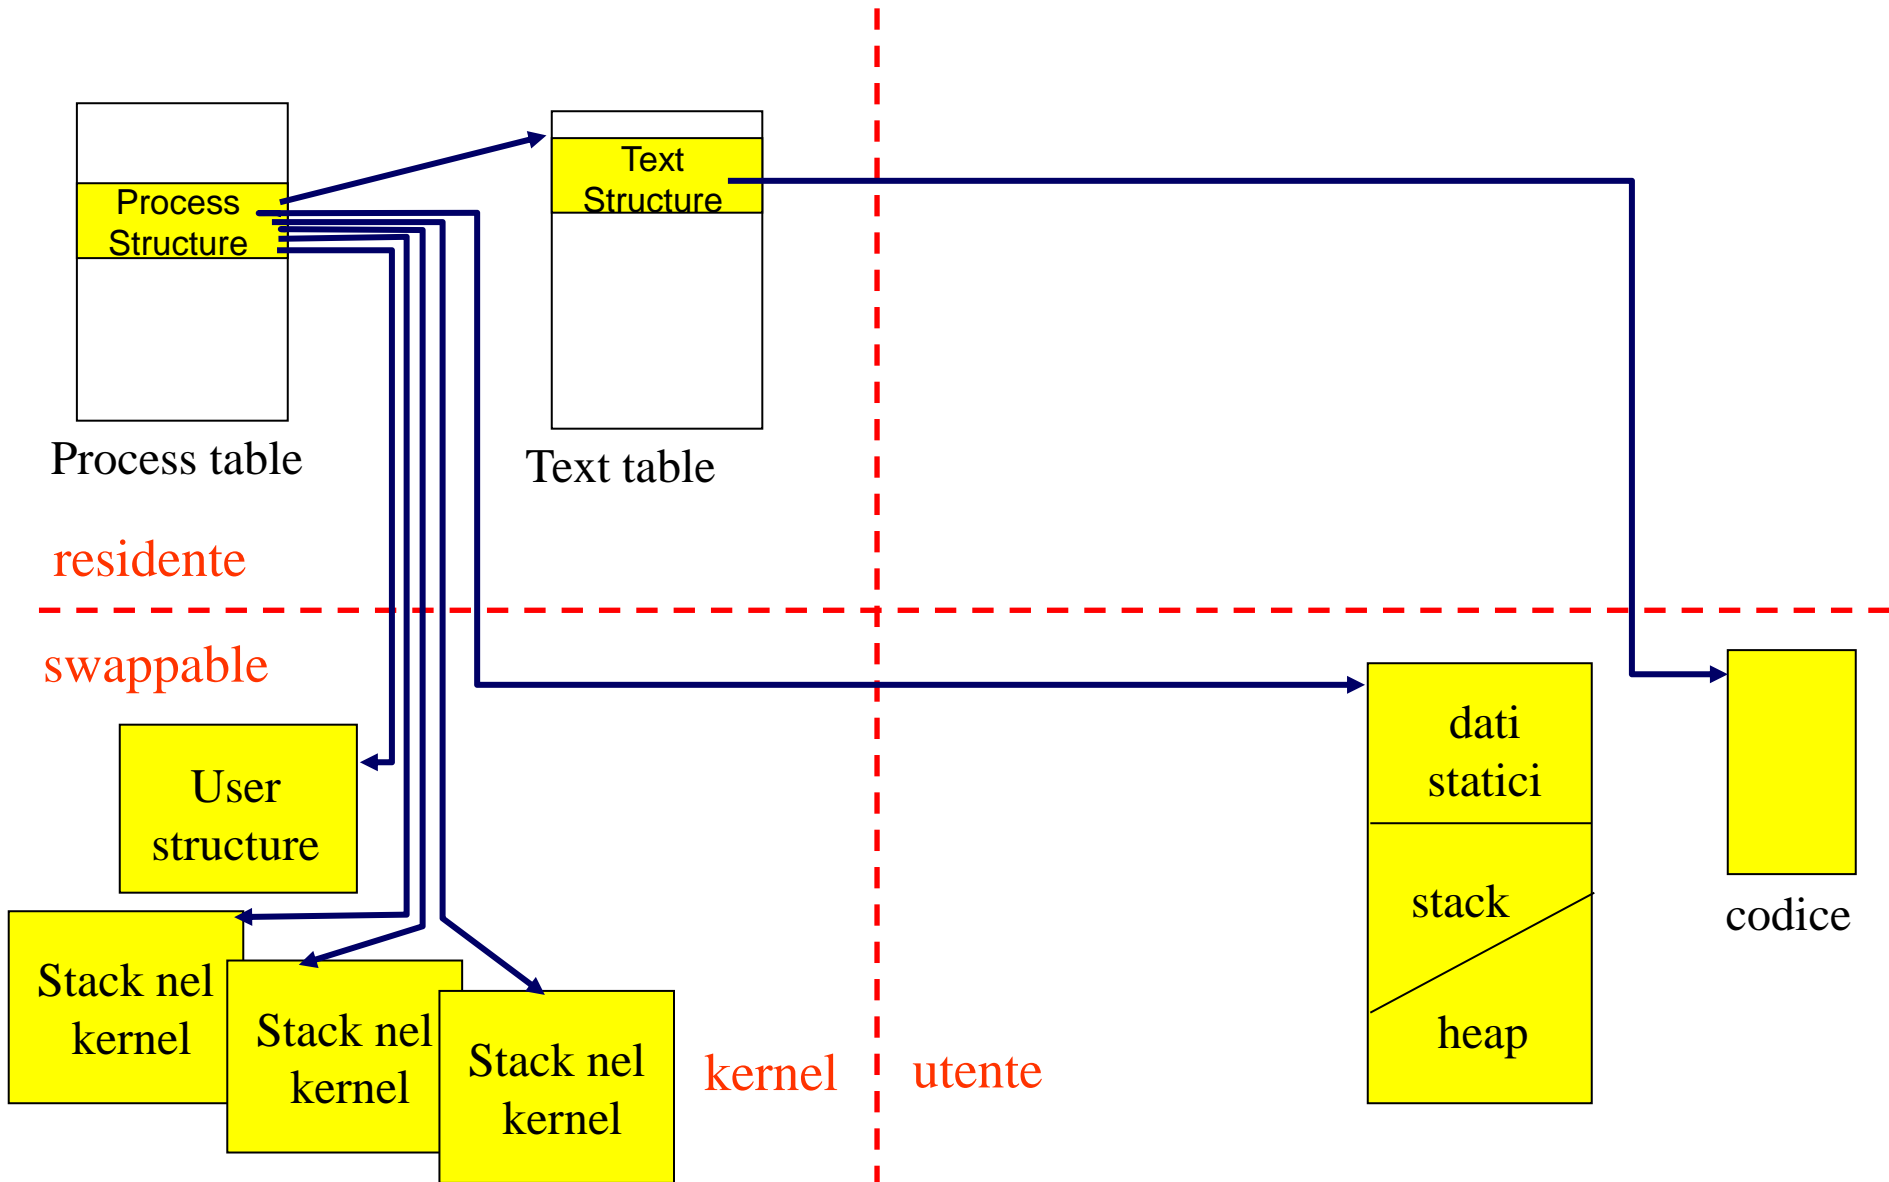 Process
Structure
Process table
Text
Structure
Text table
residente
swappable
User
structure
Stack nel
kernel
Stack nel
kernel
Stack nel
kernel
kernel
utente
dati
statici
stack
heap
codice